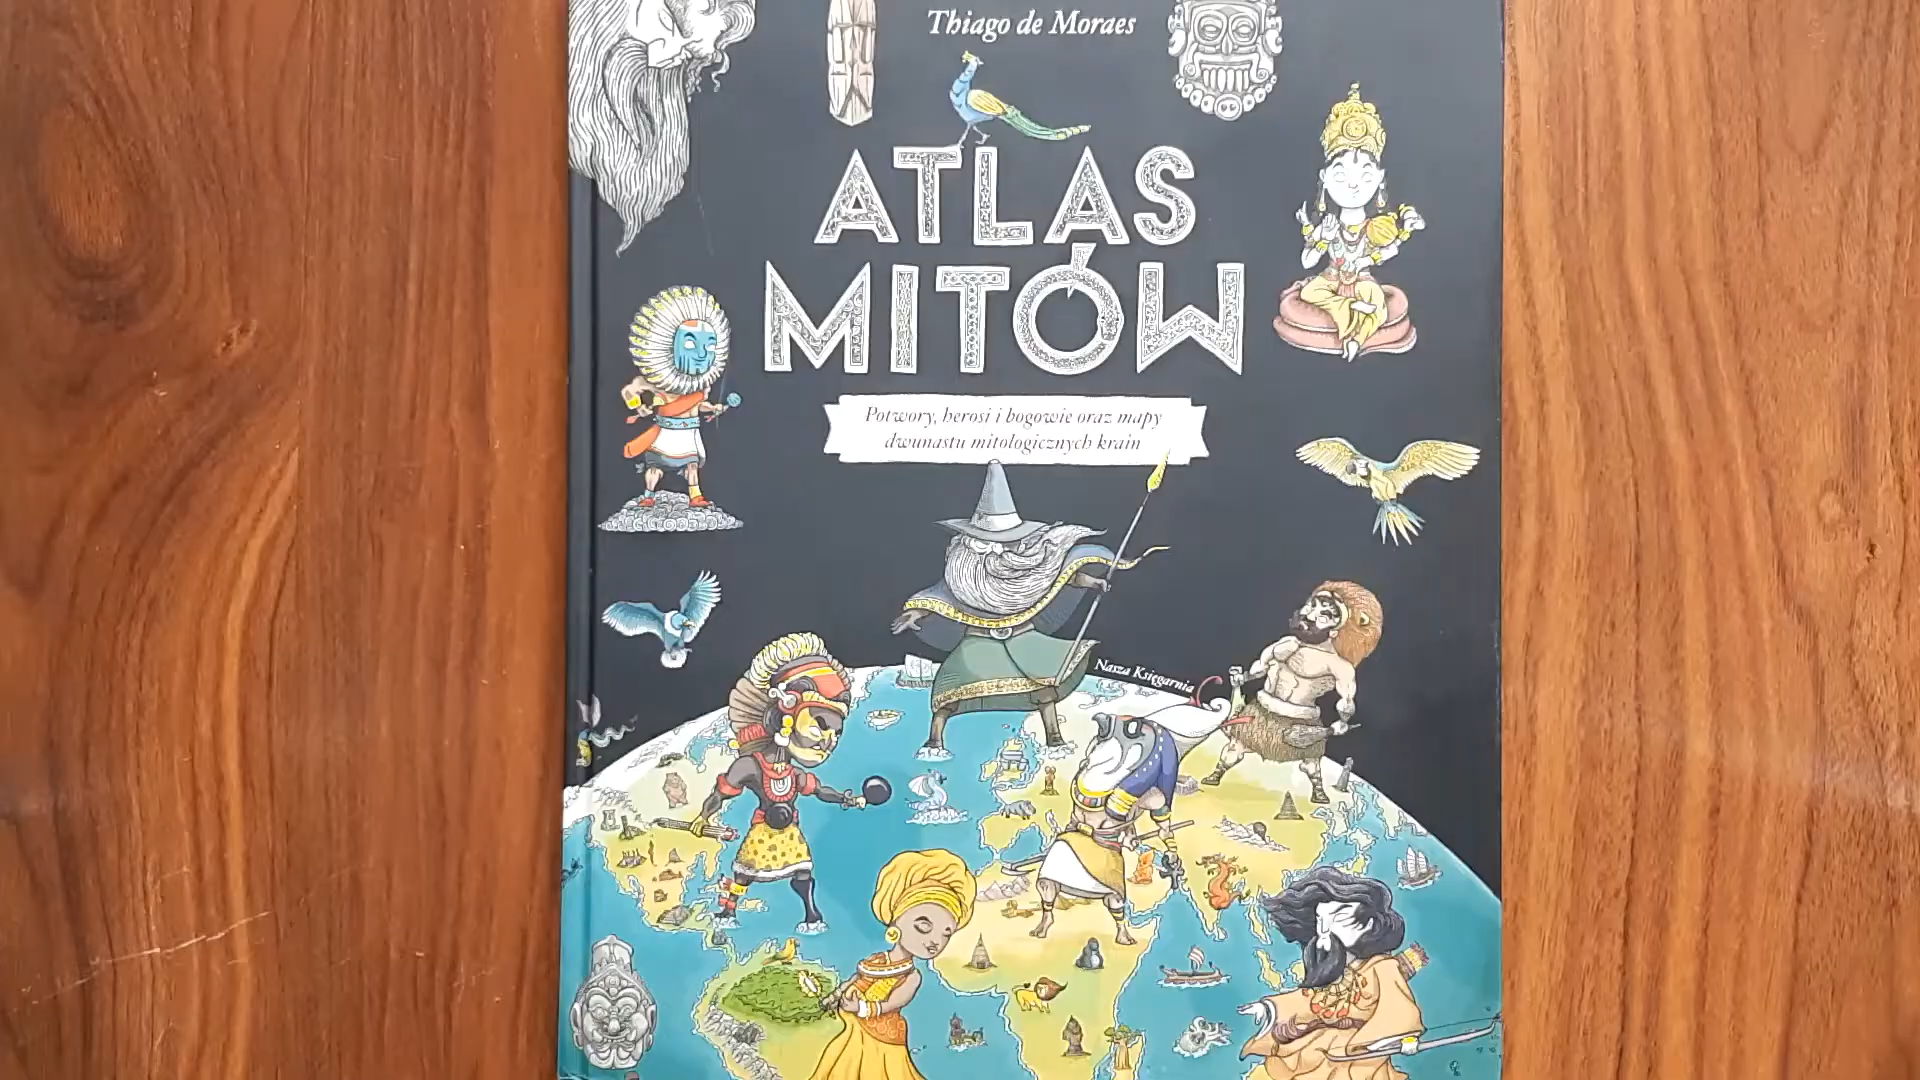 Thiago de Moraes
ATLAS
MITÓW
Potwory, herosi i bogowie oraz mapy
dwunastu mitologicznych krain
Nasza Księgarnia